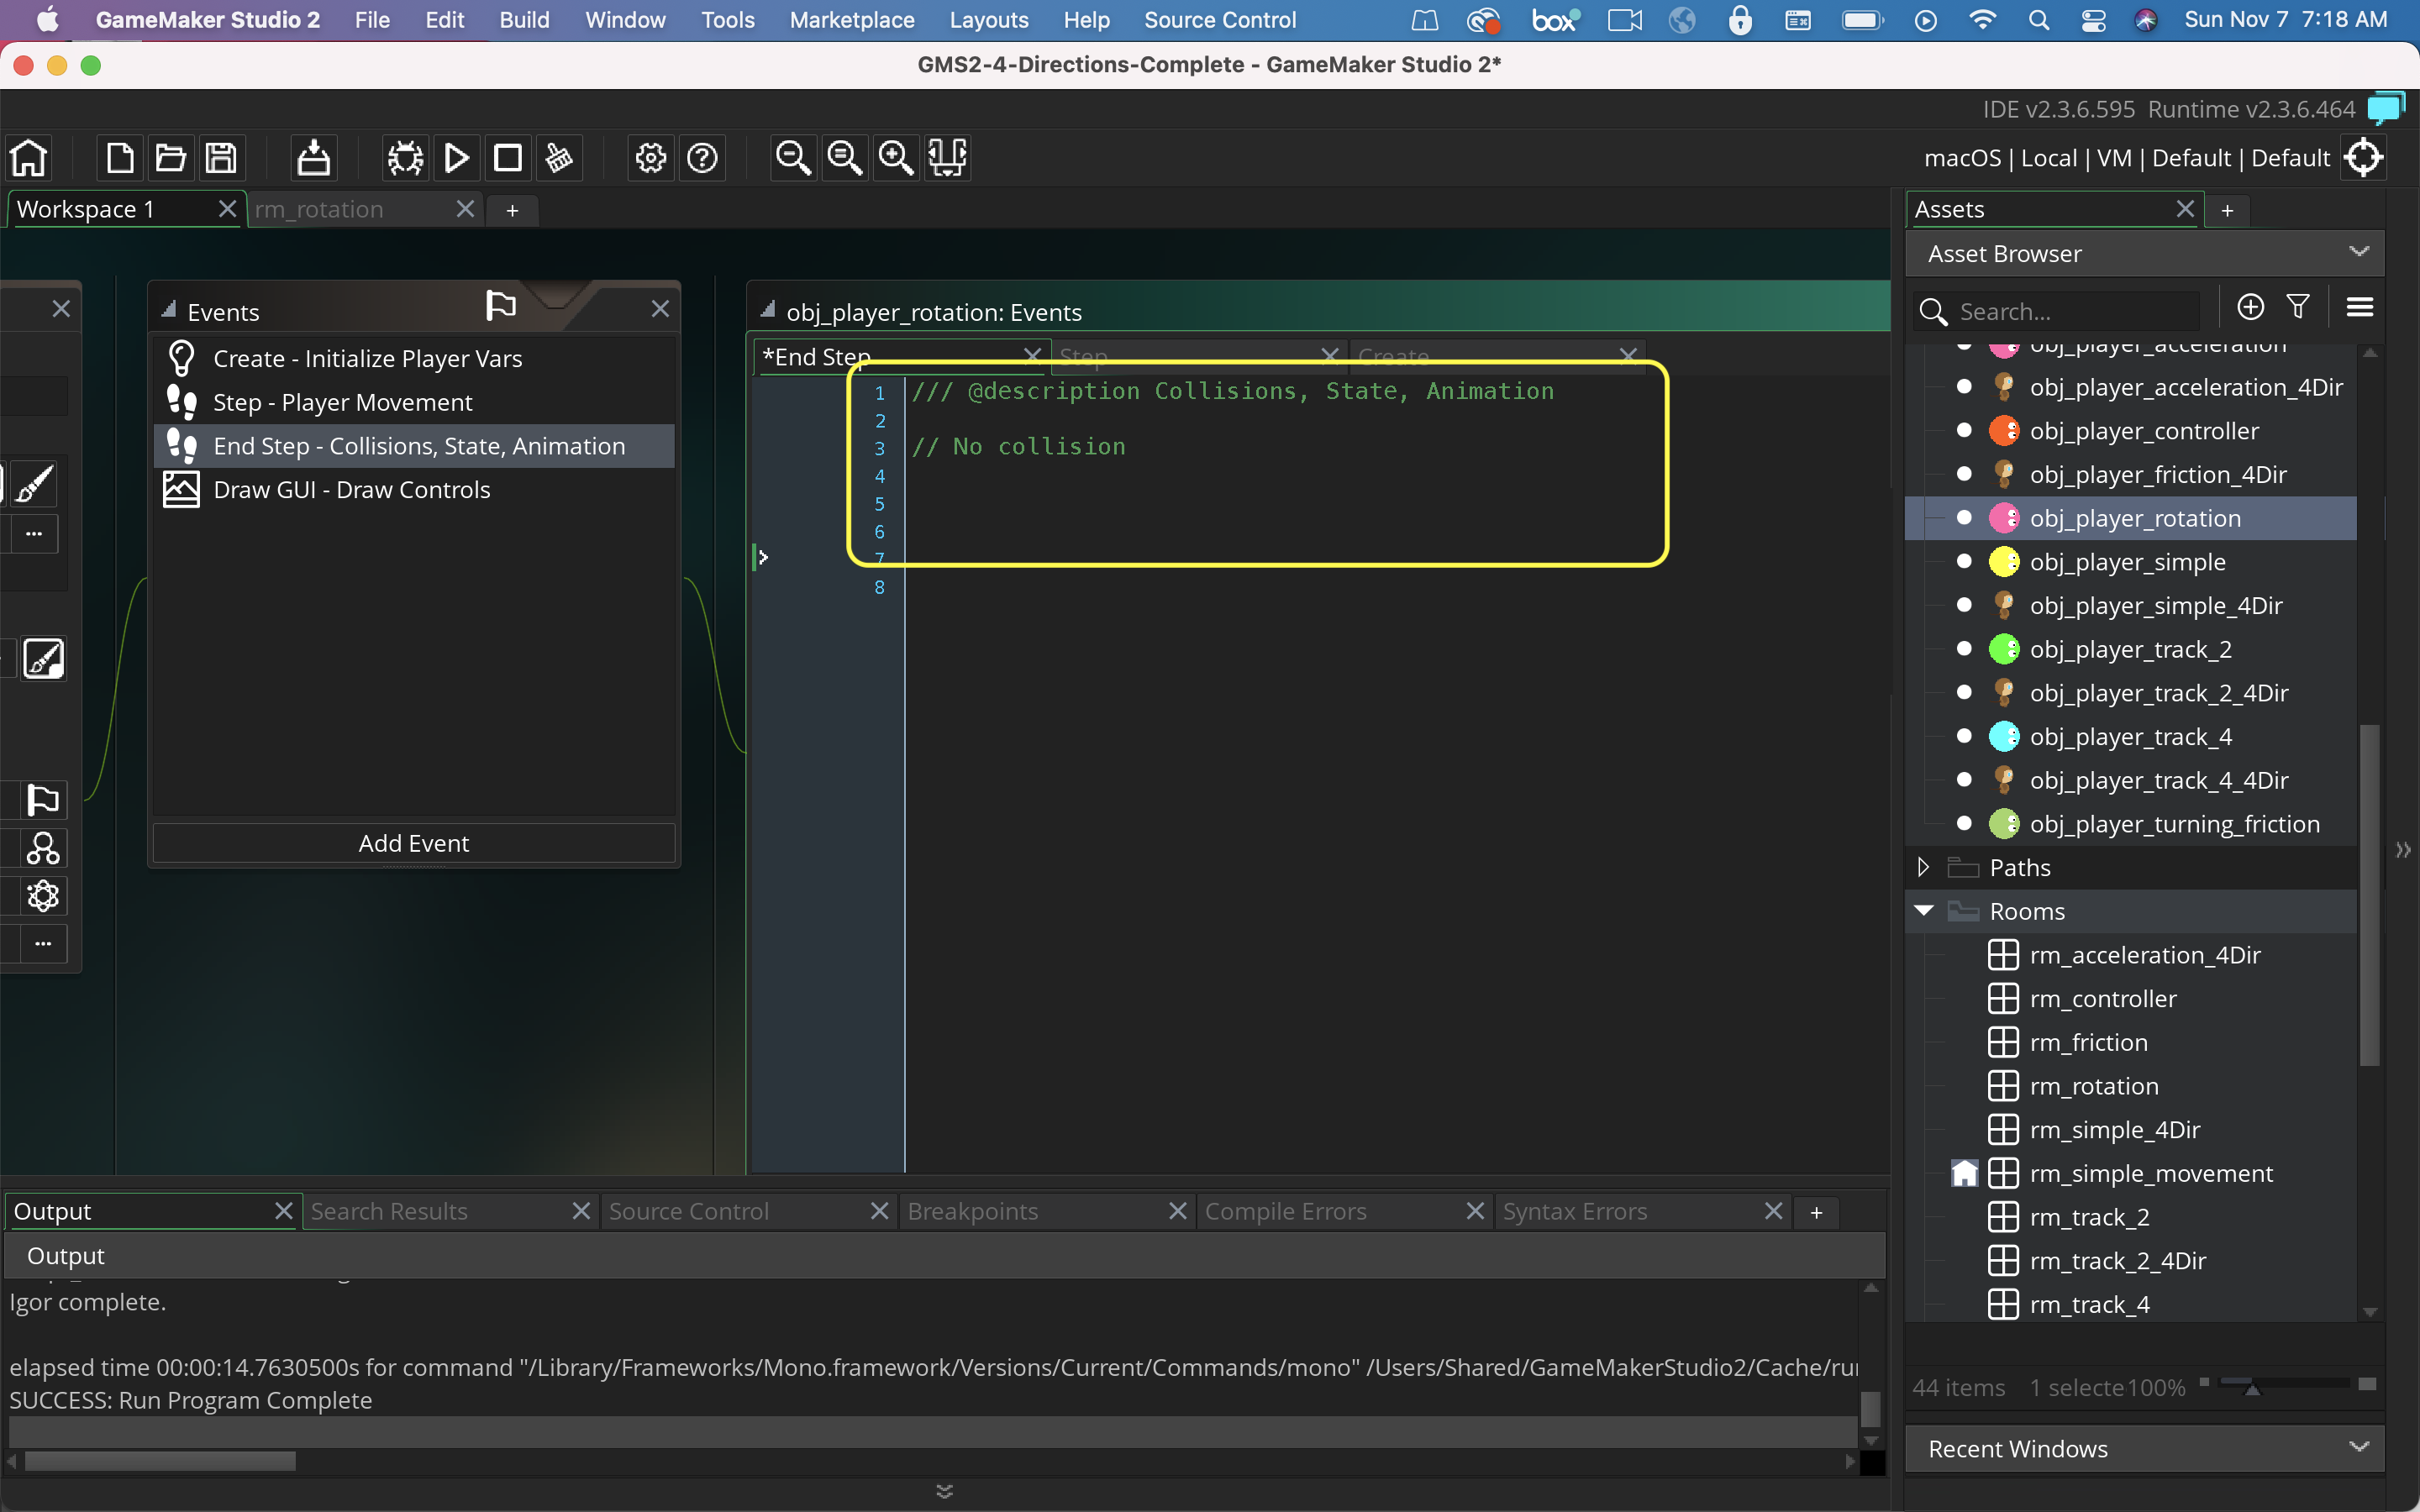 GameMaker Studio 2 File Edit Build Window Tools Marketplace Layouts Help Source Control box Sun Nov 7 7:18 AM
GMS2-4-Directions-Complete - GameMaker Studio 2*
IDE v2.3.6.595 Runtime v2.3.6.464
macOS | Local | VM | Default | Default
Workspace 1 rm_rotation +
Events
Create - Initialize Player Vars
Step - Player Movement
End Step - Collisions, State, Animation
Draw GUI - Draw Controls
Add Event
obj_player_rotation: Events
*End Step Step Create
1 /// @description Collisions, State, Animation
2
3 // No collision
4
5
6
7
8
Assets +
Asset Browser
Search...
obj_player_acceleration
obj_player_acceleration_4Dir
obj_player_controller
obj_player_friction_4Dir
obj_player_rotation
obj_player_simple
obj_player_simple_4Dir
obj_player_track_2
obj_player_track_2_4Dir
obj_player_track_4
obj_player_track_4_4Dir
obj_player_turning_friction
Paths
Rooms
rm_acceleration_4Dir
rm_controller
rm_friction
rm_rotation
rm_simple_4Dir
rm_simple_movement
rm_track_2
rm_track_2_4Dir
rm_track_4
44 items 1 selecte 100%
Recent Windows
Output Search Results Source Control Breakpoints Compile Errors Syntax Errors +
Output
Igor complete.
elapsed time 00:00:14.7630500s for command "/Library/Frameworks/Mono.framework/Versions/Current/Commands/mono" /Users/Shared/GameMakerStudio2/Cache/ru
SUCCESS: Run Program Complete